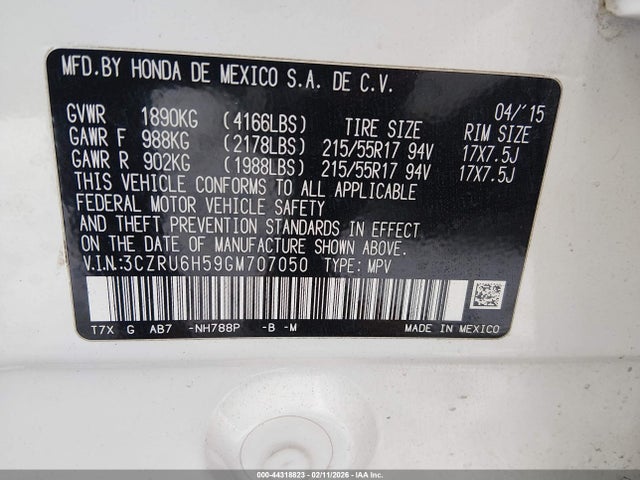 MFD.BY HONDA DE MEXICO S.A. DE C.V.
04/'15
GVWR 1890KG (4166LBS) TIRE SIZE RIM SIZE
GAWR F 988KG (2178LBS) 215/55R17 94V 17X7.5J
GAWR R 902KG (1988LBS) 215/55R17 94V 17X7.5J
THIS VEHICLE CONFORMS TO ALL APPLICABLE
FEDERAL MOTOR VEHICLE SAFETY
AND THEFT PREVENTION STANDARDS IN EFFECT
ON THE DATE OF MANUFACTURE SHOWN ABOVE.
V.I.N:3CZRU6H59GM707050 TYPE: MPV
T7X G AB7 -NH788P -B -M MADE IN MEXICO
000-44318823 - 02/11/2026 - IAAI, Inc.